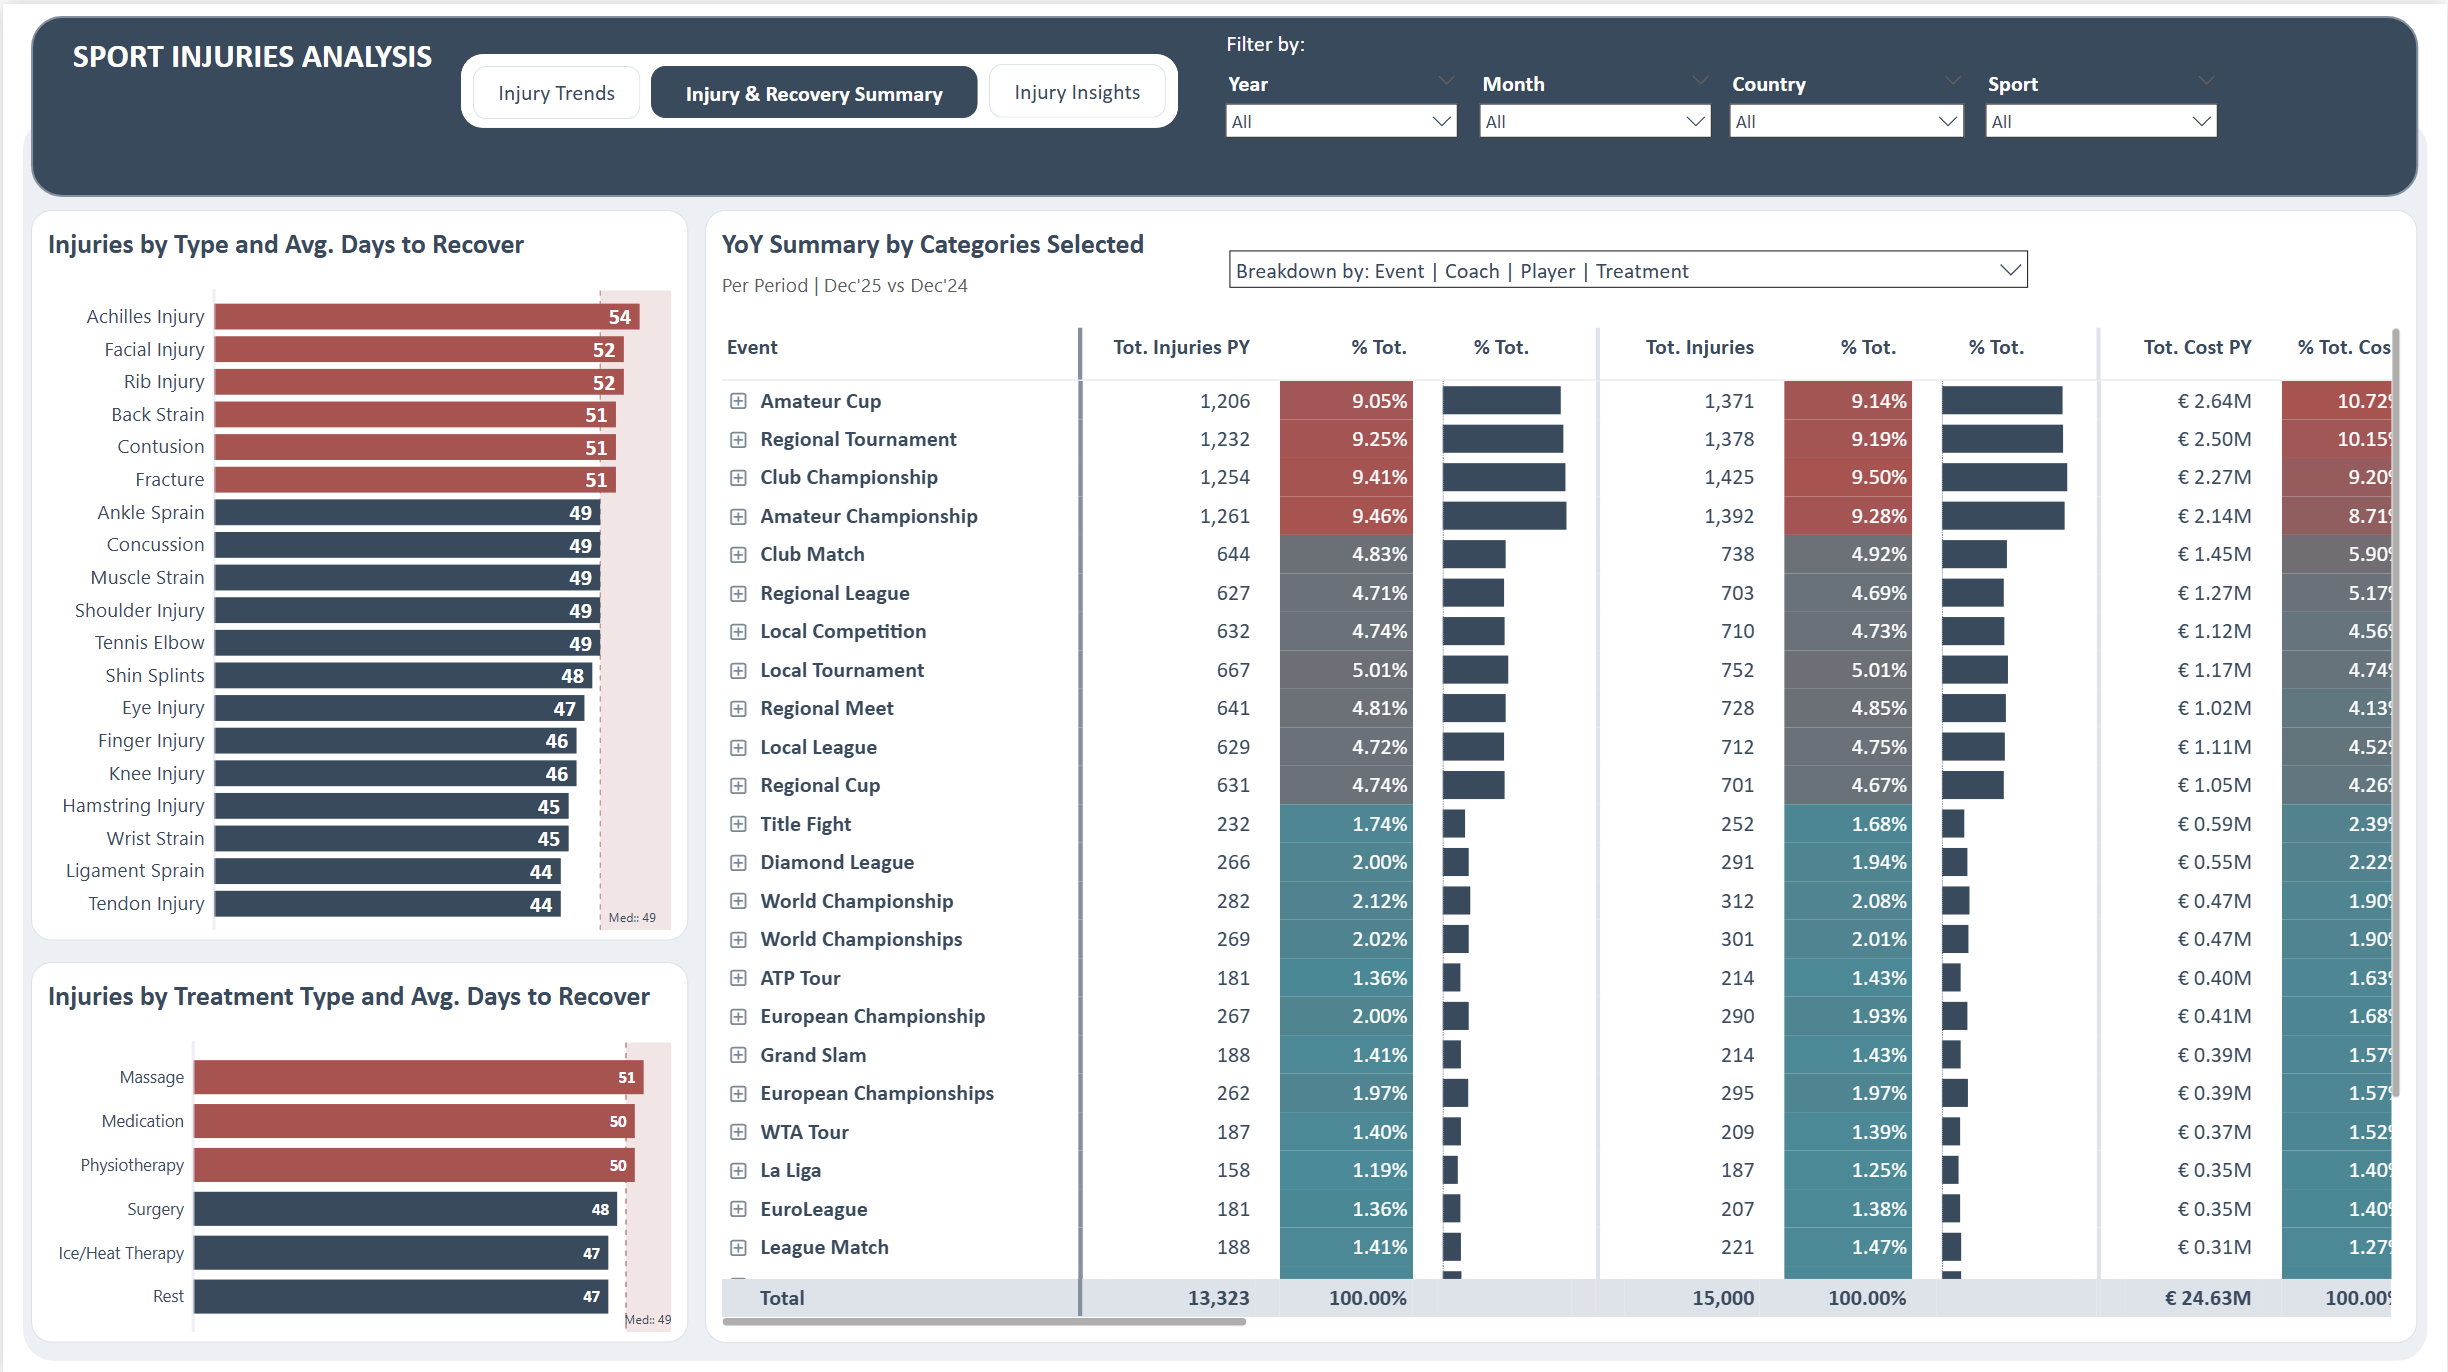 SPORT INJURIES ANALYSIS
Injury Trends
Injury & Recovery Summary
Injury Insights
Filter by:
Year
Month
Country
Sport
All
All
All
All
Injuries by Type and Avg. Days to Recover
Achilles Injury 54
Facial Injury 52
Rib Injury 52
Back Strain 51
Contusion 51
Fracture 51
Ankle Sprain 49
Concussion 49
Muscle Strain 49
Shoulder Injury 49
Tennis Elbow 49
Shin Splints 48
Eye Injury 47
Finger Injury 46
Knee Injury 46
Hamstring Injury 45
Wrist Strain 45
Ligament Sprain 44
Tendon Injury 44
Med:: 49
Injuries by Treatment Type and Avg. Days to Recover
Massage 51
Medication 50
Physiotherapy 50
Surgery 48
Ice/Heat Therapy 47
Rest 47
Med:: 49
YoY Summary by Categories Selected
Per Period | Dec'25 vs Dec'24
Breakdown by: Event | Coach | Player | Treatment
Event Tot. Injuries PY % Tot. % Tot. Tot. Injuries % Tot. % Tot. Tot. Cost PY % Tot. Cos
Amateur Cup 1,206 9.05% 1,371 9.14% € 2.64M 10.72%
Regional Tournament 1,232 9.25% 1,378 9.19% € 2.50M 10.15%
Club Championship 1,254 9.41% 1,425 9.50% € 2.27M 9.20%
Amateur Championship 1,261 9.46% 1,392 9.28% € 2.14M 8.71%
Club Match 644 4.83% 738 4.92% € 1.45M 5.90%
Regional League 627 4.71% 703 4.69% € 1.27M 5.17%
Local Competition 632 4.74% 710 4.73% € 1.12M 4.56%
Local Tournament 667 5.01% 752 5.01% € 1.17M 4.74%
Regional Meet 641 4.81% 728 4.85% € 1.02M 4.13%
Local League 629 4.72% 712 4.75% € 1.11M 4.52%
Regional Cup 631 4.74% 701 4.67% € 1.05M 4.26%
Title Fight 232 1.74% 252 1.68% € 0.59M 2.39%
Diamond League 266 2.00% 291 1.94% € 0.55M 2.22%
World Championship 282 2.12% 312 2.08% € 0.47M 1.90%
World Championships 269 2.02% 301 2.01% € 0.47M 1.90%
ATP Tour 181 1.36% 214 1.43% € 0.40M 1.63%
European Championship 267 2.00% 290 1.93% € 0.41M 1.68%
Grand Slam 188 1.41% 214 1.43% € 0.39M 1.57%
European Championships 262 1.97% 295 1.97% € 0.39M 1.57%
WTA Tour 187 1.40% 209 1.39% € 0.37M 1.52%
La Liga 158 1.19% 187 1.25% € 0.35M 1.40%
EuroLeague 181 1.36% 207 1.38% € 0.35M 1.40%
League Match 188 1.41% 221 1.47% € 0.31M 1.27%
Total 13,323 100.00% 15,000 100.00% € 24.63M 100.00%